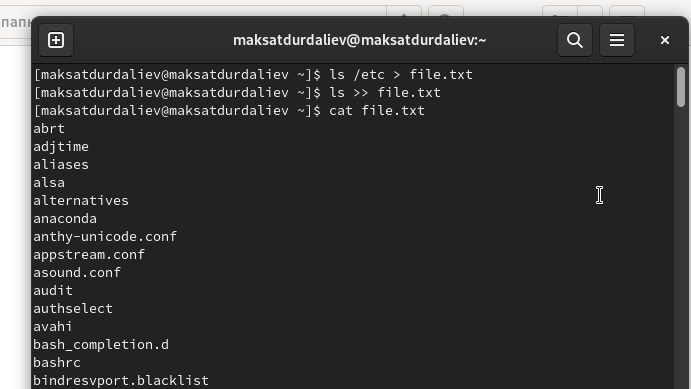 maksatdurdaliev@maksatdurdaliev:~
[maksatdurdaliev@maksatdurdaliev ~]$ ls /etc > file.txt
[maksatdurdaliev@maksatdurdaliev ~]$ ls >> file.txt
[maksatdurdaliev@maksatdurdaliev ~]$ cat file.txt
abrt
adjtime
aliases
alsa
alternatives
anaconda
anthy-unicode.conf
appstream.conf
asound.conf
audit
authselect
avahi
bash_completion.d
bashrc
bindresvport.blacklist